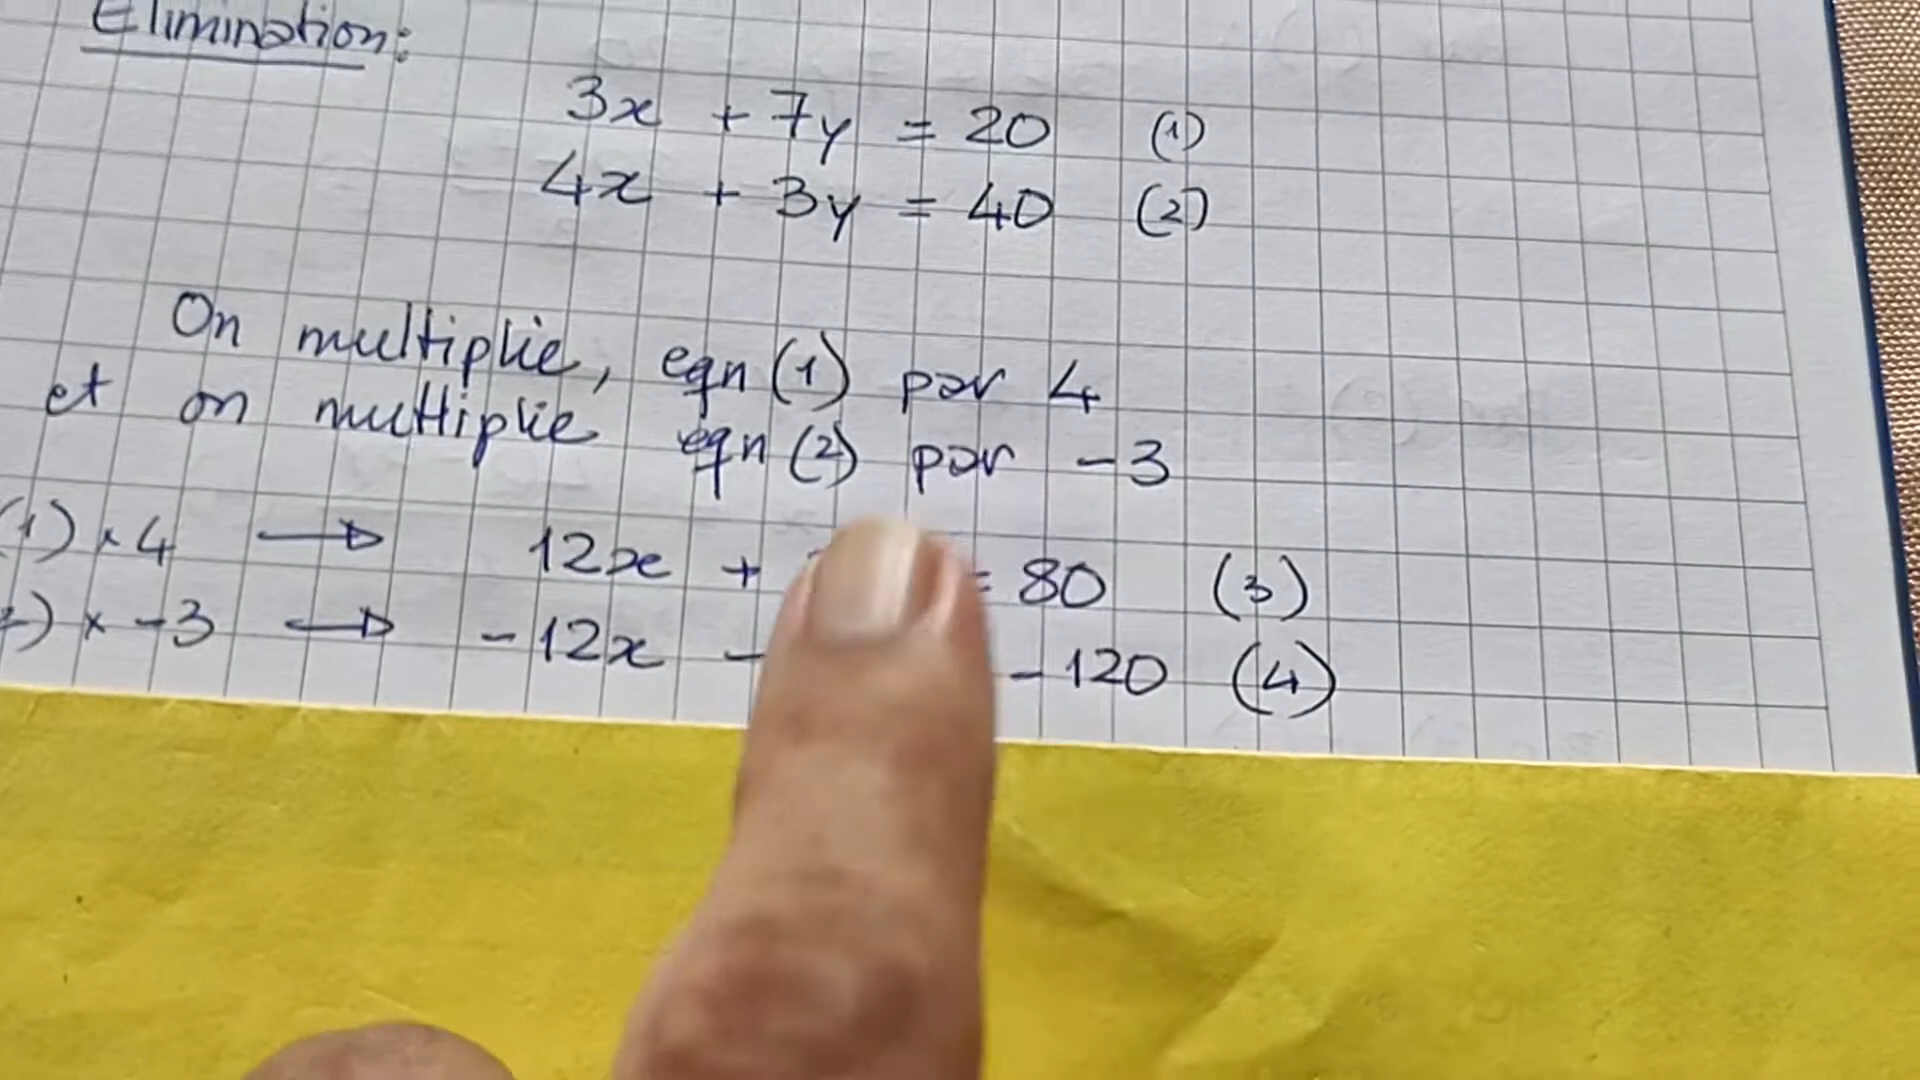 Elimination:
3x + 7y = 20 (1)
4x + 3y = 40 (2)
On multiplie, eqn (1) par 4
et on multiplie eqn (2) par -3
(1) × 4 → 12x + = 80 (3)
) × -3 → -12x - -120 (4)